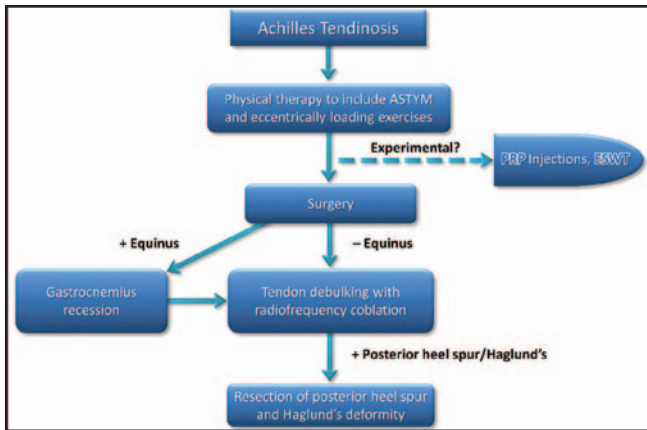 Achilles Tendinosis
Physical therapy to include ASTYM
and eccentrically loading exercises
Experimental?
PRP Injections, ESWT
Surgery
+ Equinus
– Equinus
Gastrocnemius
recession
Tendon debulking with
radiofrequency coblation
+ Posterior heel spur/Haglund's
Resection of posterior heel spur
and Haglund's deformity